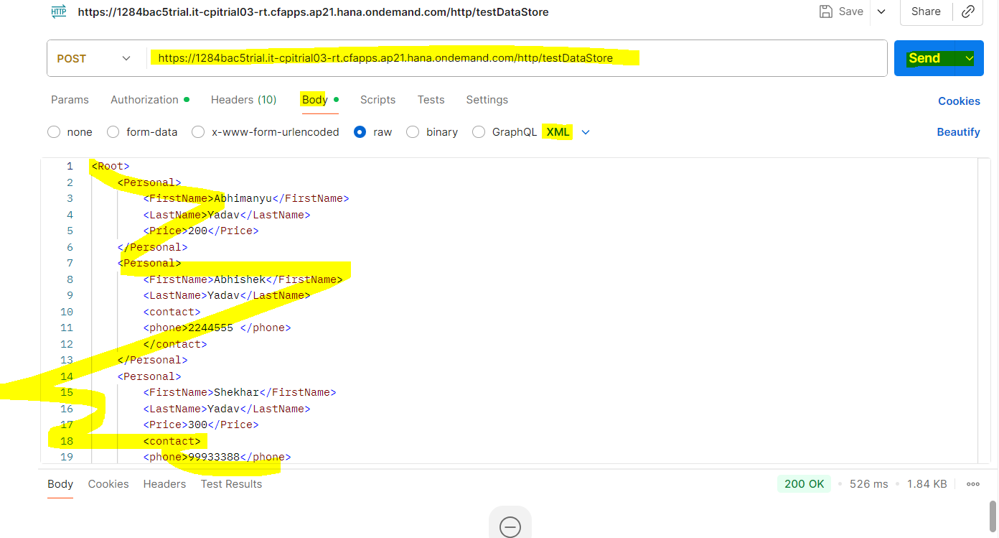 HTTP https://1284bac5trial.it-cpitrial03-rt.cfapps.ap21.hana.ondemand.com/http/testDataStore Save Share
POST https://1284bac5trial.it-cpitrial03-rt.cfapps.ap21.hana.ondemand.com/http/testDataStore Send
Params Authorization Headers (10) Body Scripts Tests Settings Cookies
none form-data x-www-form-urlencoded raw binary GraphQL XML Beautify
1 <Root>
2 <Personal>
3 <FirstName>Abhimanyu</FirstName>
4 <LastName>Yadav</LastName>
5 <Price>200</Price>
6 </Personal>
7 <Personal>
8 <FirstName>Abhishek</FirstName>
9 <LastName>Yadav</LastName>
10 <contact>
11 <phone>2244555 </phone>
12 </contact>
13 </Personal>
14 <Personal>
15 <FirstName>Shekhar</FirstName>
16 <LastName>Yadav</LastName>
17 <Price>300</Price>
18 <contact>
19 <phone>99933388</phone>
Body Cookies Headers Test Results 200 OK 526 ms 1.84 KB